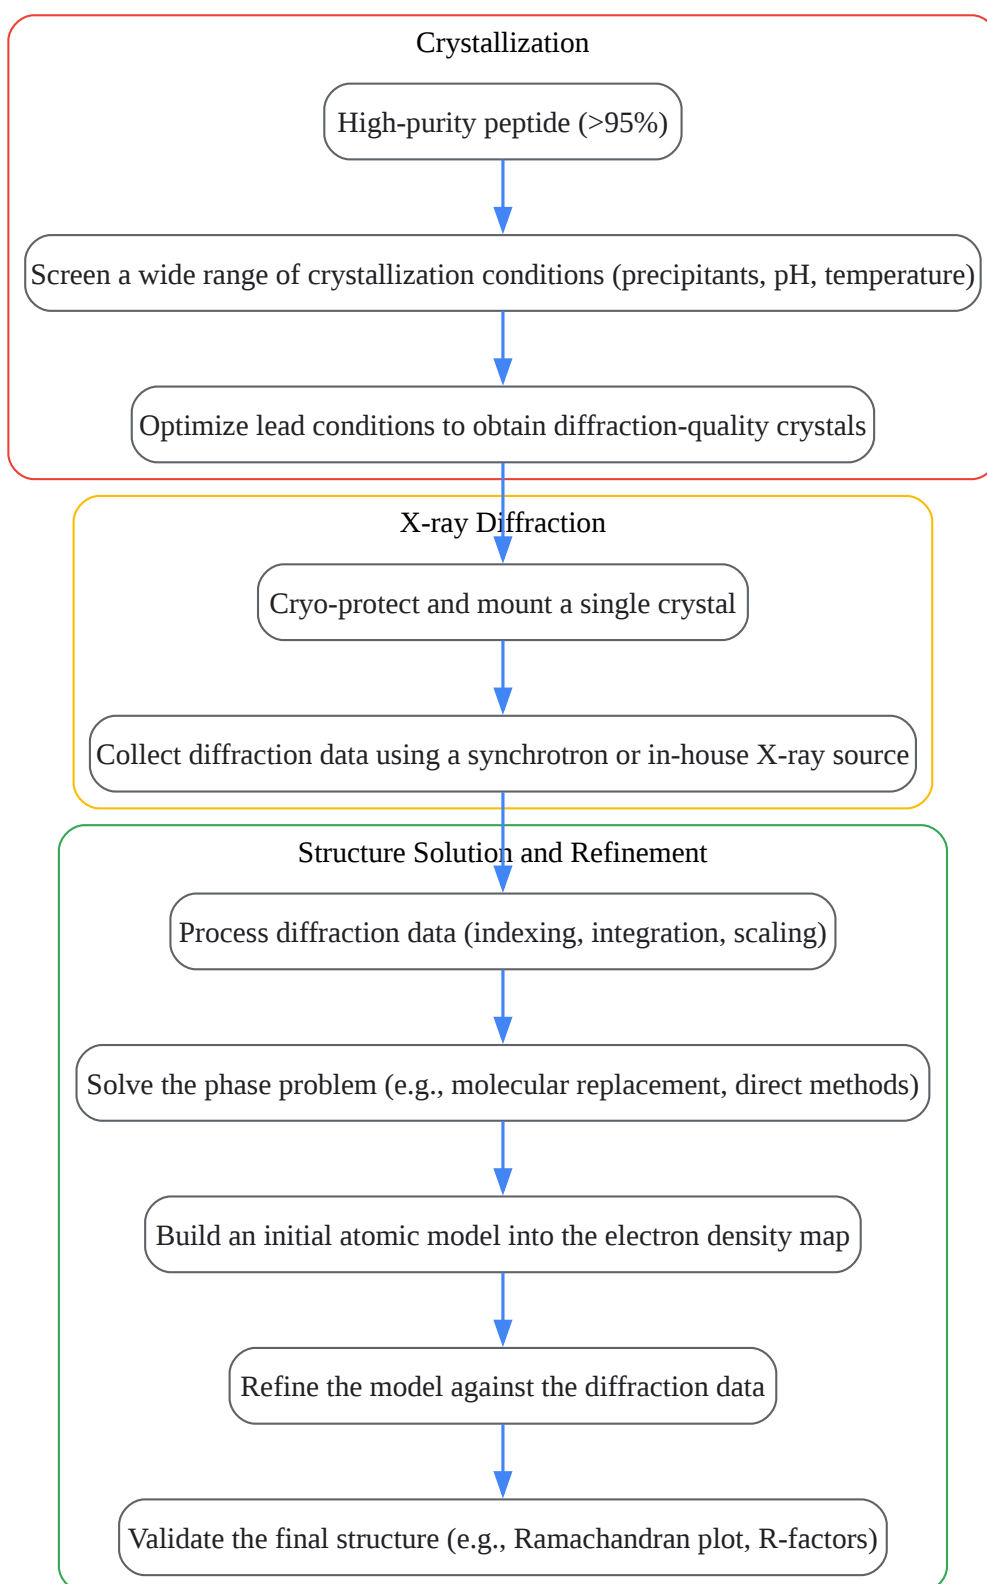 Crystallization
High-purity peptide (>95%)
Screen a wide range of crystallization conditions (precipitants, pH, temperature)
Optimize lead conditions to obtain diffraction-quality crystals
X-ray Diffraction
Cryo-protect and mount a single crystal
Collect diffraction data using a synchrotron or in-house X-ray source
Structure Solution and Refinement
Process diffraction data (indexing, integration, scaling)
Solve the phase problem (e.g., molecular replacement, direct methods)
Build an initial atomic model into the electron density map
Refine the model against the diffraction data
Validate the final structure (e.g., Ramachandran plot, R-factors)